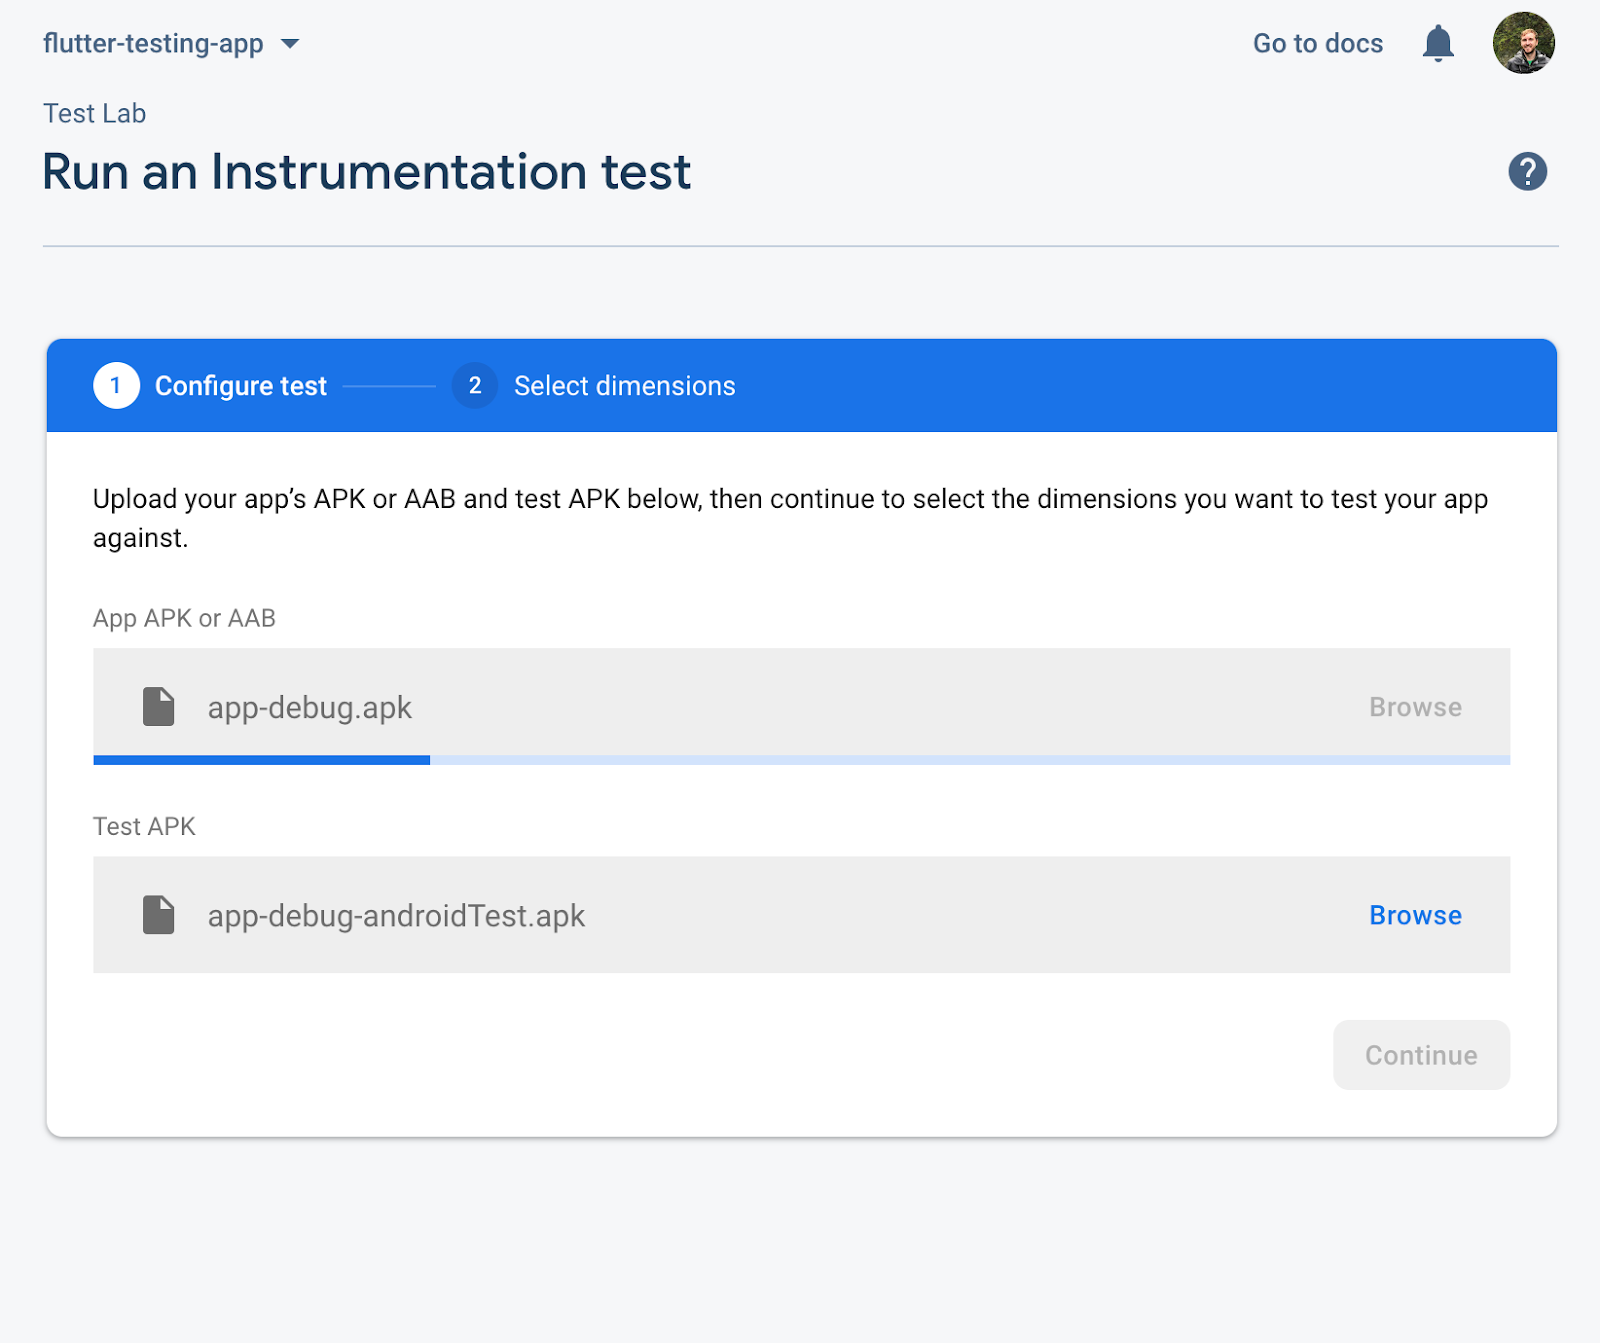 flutter-testing-app
Go to docs
Test Lab
Run an Instrumentation test
?
1 Configure test
2 Select dimensions
Upload your app’s APK or AAB and test APK below, then continue to select the dimensions you want to test your app
against.
App APK or AAB
app-debug.apk
Browse
Test APK
app-debug-androidTest.apk
Browse
Continue